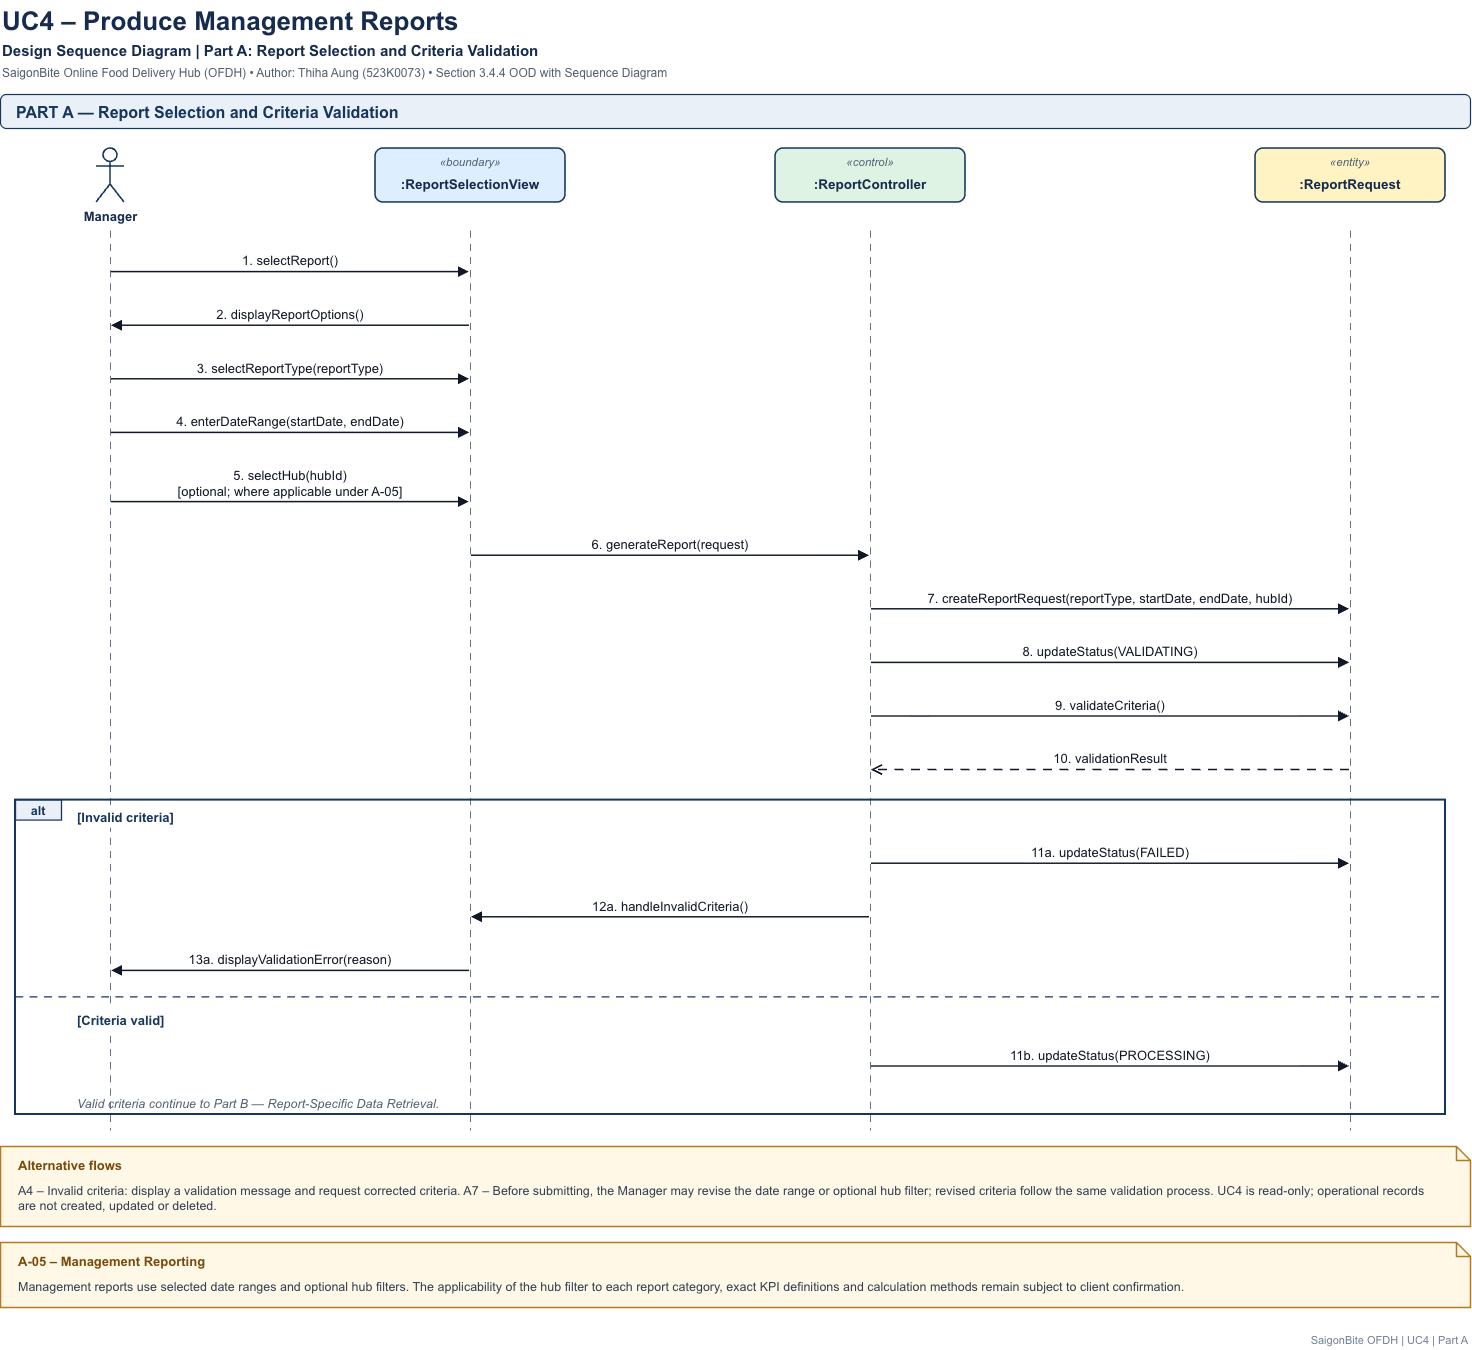 UC4 – Produce Management Reports
Design Sequence Diagram | Part A: Report Selection and Criteria Validation
SaigonBite Online Food Delivery Hub (OFDH) • Author: Thiha Aung (523K0073) • Section 3.4.4 OOD with Sequence Diagram
PART A — Report Selection and Criteria Validation
Manager
«boundary»
:ReportSelectionView
«control»
:ReportController
«entity»
:ReportRequest
1. selectReport()
2. displayReportOptions()
3. selectReportType(reportType)
4. enterDateRange(startDate, endDate)
5. selectHub(hubId)
[optional; where applicable under A-05]
6. generateReport(request)
7. createReportRequest(reportType, startDate, endDate, hubId)
8. updateStatus(VALIDATING)
9. validateCriteria()
10. validationResult
alt
[Invalid criteria]
11a. updateStatus(FAILED)
12a. handleInvalidCriteria()
13a. displayValidationError(reason)
[Criteria valid]
11b. updateStatus(PROCESSING)
Valid criteria continue to Part B — Report-Specific Data Retrieval.
Alternative flows
A4 – Invalid criteria: display a validation message and request corrected criteria. A7 – Before submitting, the Manager may revise the date range or optional hub filter; revised criteria follow the same validation process. UC4 is read-only; operational records
are not created, updated or deleted.
A-05 – Management Reporting
Management reports use selected date ranges and optional hub filters. The applicability of the hub filter to each report category, exact KPI definitions and calculation methods remain subject to client confirmation.
SaigonBite OFDH | UC4 | Part A